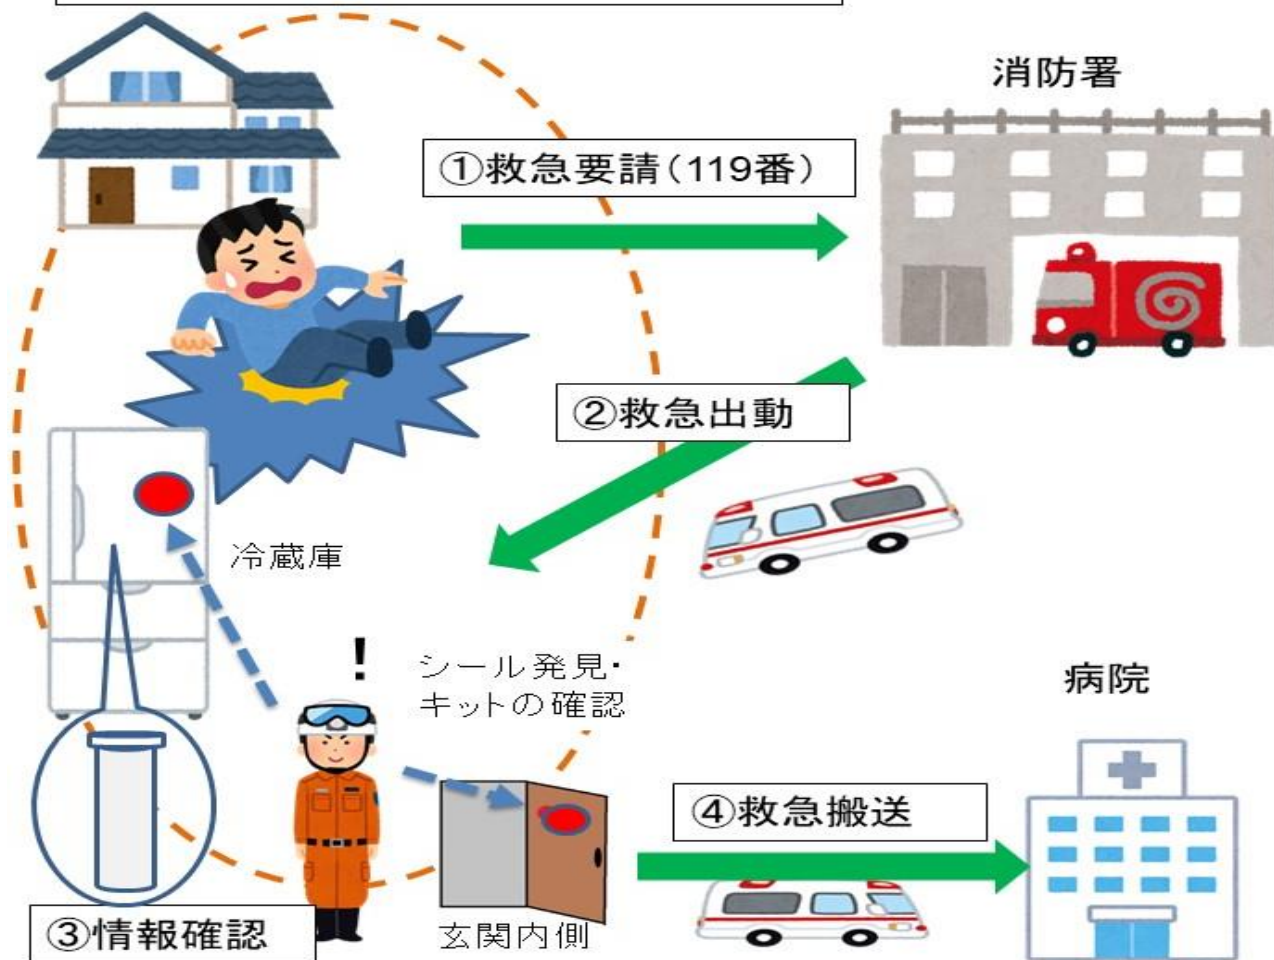 消防署
①救急要請(119番)
②救急出動
冷蔵庫
!
シール発見・
キットの確認
病院
④救急搬送
③情報確認
玄関内側